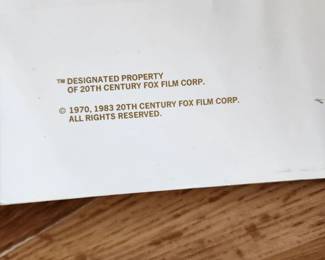 ™ DESIGNATED PROPERTY
OF 20TH CENTURY FOX FILM CORP.
© 1970, 1983 20TH CENTURY FOX FILM CORP.
ALL RIGHTS RESERVED.